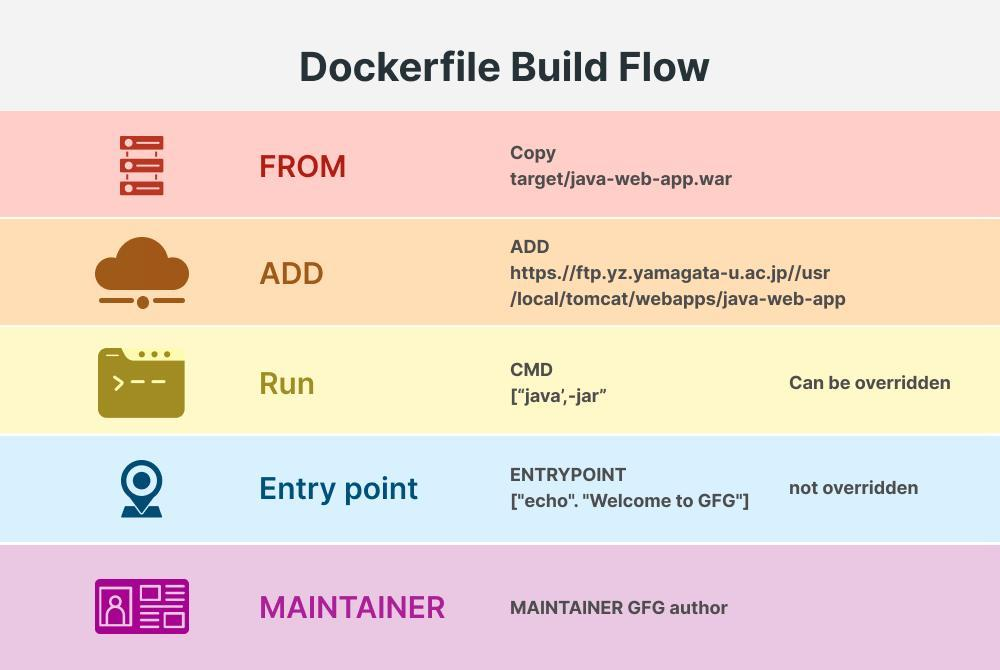 Dockerfile Build Flow
FROM
Copy
target/java-web-app.war
ADD
ADD
https.//ftp.yz.yamagata-u.ac.jp//usr
/local/tomcat/webapps/java-web-app
Run
CMD
[“java’,-jar”
Can be overridden
Entry point
ENTRYPOINT
["echo". "Welcome to GFG"]
not overridden
MAINTAINER
MAINTAINER GFG author